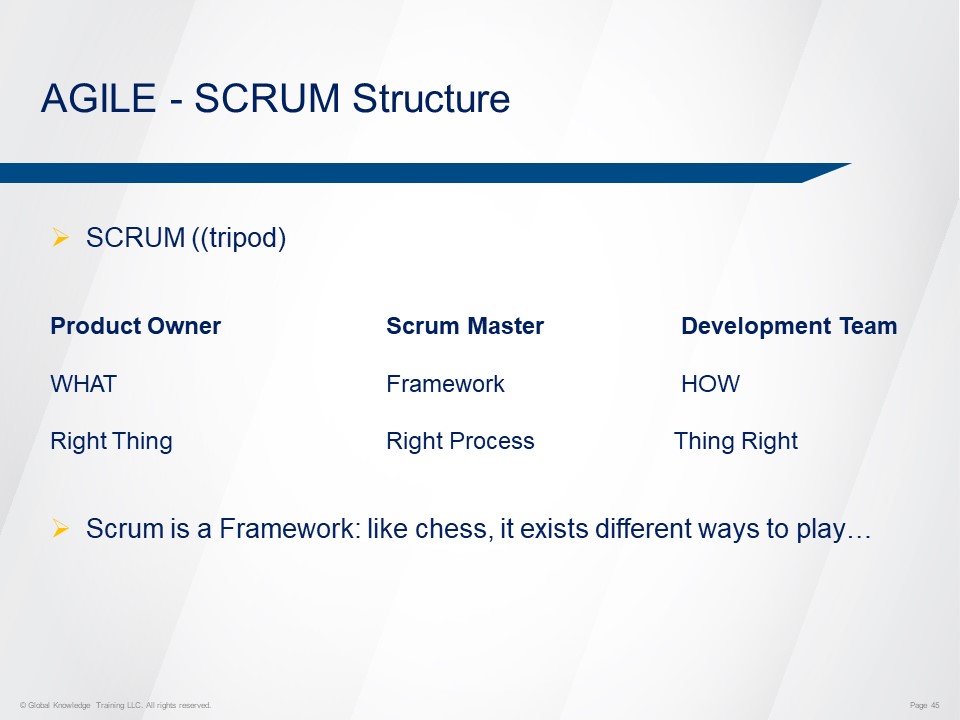 AGILE - SCRUM Structure
SCRUM ((tripod)
Product Owner Scrum Master Development Team
WHAT Framework HOW
Right Thing Right Process Thing Right
Scrum is a Framework: like chess, it exists different ways to play…
© Global Knowledge Training LLC. All rights reserved. Page 45